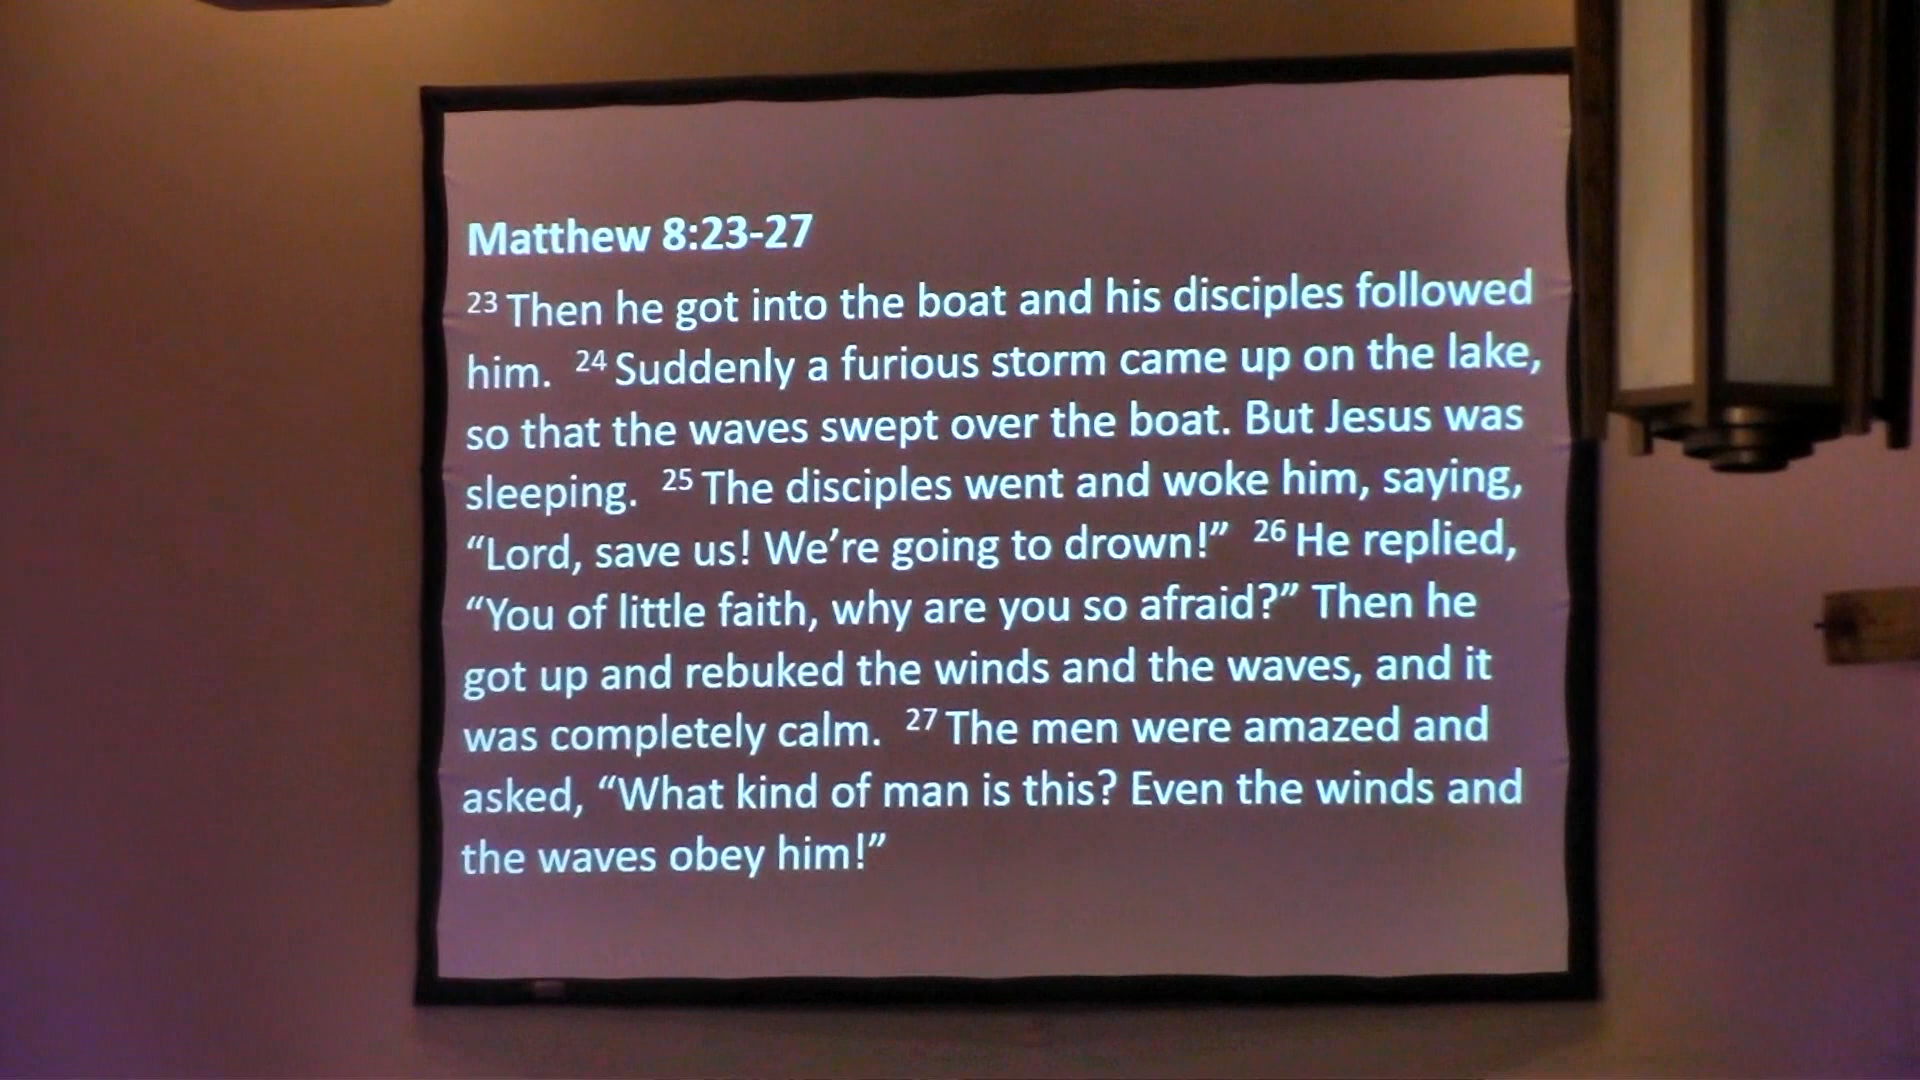 Matthew 8:23-27
23 Then he got into the boat and his disciples followed
him. 24 Suddenly a furious storm came up on the lake,
so that the waves swept over the boat. But Jesus was
sleeping. 25 The disciples went and woke him, saying,
“Lord, save us! We’re going to drown!” 26 He replied,
“You of little faith, why are you so afraid?” Then he
got up and rebuked the winds and the waves, and it
was completely calm. 27 The men were amazed and
asked, “What kind of man is this? Even the winds and
the waves obey him!”